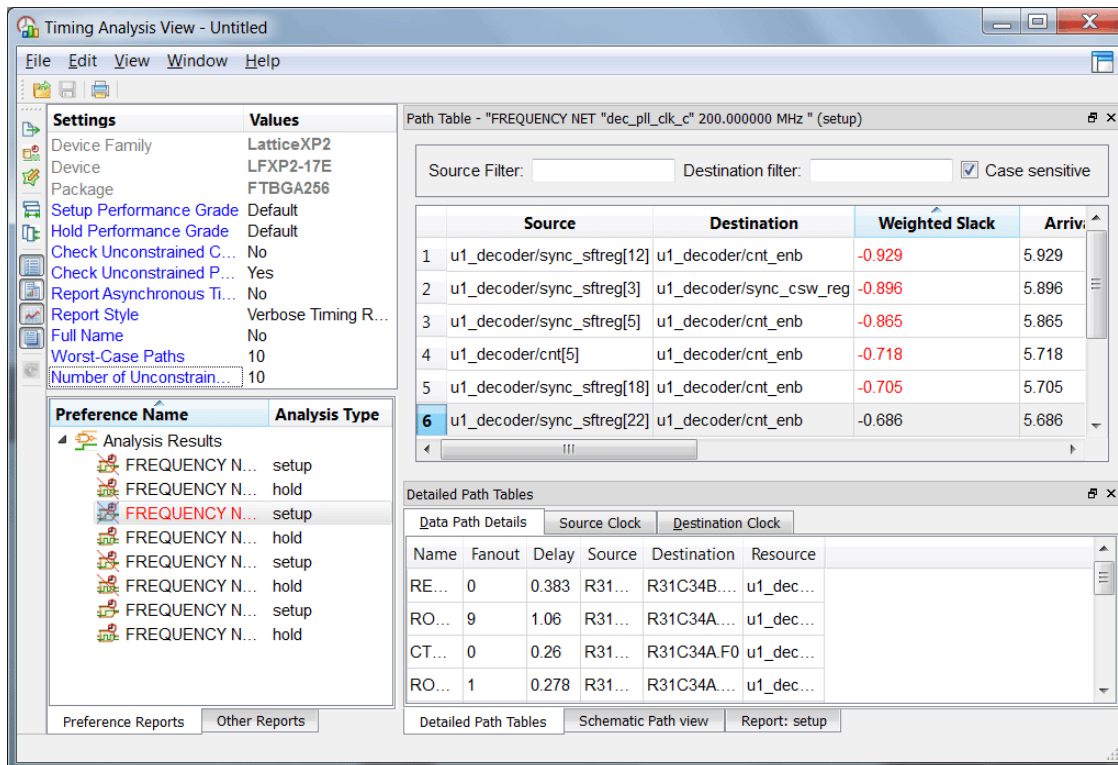 Timing Analysis View - Untitled
File Edit View Window Help
Settings Values
Device Family LatticeXP2
Device LFXP2-17E
Package FTBGA256
Setup Performance Grade Default
Hold Performance Grade Default
Check Unconstrained C... No
Check Unconstrained P... Yes
Report Asynchronous Ti... No
Report Style Verbose Timing R...
Full Name No
Worst-Case Paths 10
Number of Unconstrain... 10
Preference Name Analysis Type
Analysis Results
FREQUENCY N... setup
FREQUENCY N... hold
FREQUENCY N... setup
FREQUENCY N... hold
FREQUENCY N... setup
FREQUENCY N... hold
FREQUENCY N... setup
FREQUENCY N... hold
Preference Reports Other Reports
Path Table - "FREQUENCY NET "dec_pll_clk_c" 200.000000 MHz " (setup)
Source Filter: Destination filter: Case sensitive
Source Destination Weighted Slack Arriva
1 u1_decoder/sync_sftreg[12] u1_decoder/cnt_enb -0.929 5.929
2 u1_decoder/sync_sftreg[3] u1_decoder/sync_csw_reg -0.896 5.896
3 u1_decoder/sync_sftreg[5] u1_decoder/cnt_enb -0.865 5.865
4 u1_decoder/cnt[5] u1_decoder/cnt_enb -0.718 5.718
5 u1_decoder/sync_sftreg[18] u1_decoder/cnt_enb -0.705 5.705
6 u1_decoder/sync_sftreg[22] u1_decoder/cnt_enb -0.686 5.686
Detailed Path Tables
Data Path Details Source Clock Destination Clock
Name Fanout Delay Source Destination Resource
RE... 0 0.383 R31... R31C34B.... u1_dec...
RO... 9 1.06 R31... R31C34A.... u1_dec...
CT... 0 0.26 R31... R31C34A.F0 u1_dec...
RO... 1 0.278 R31... R31C34A.... u1_dec...
Detailed Path Tables Schematic Path view Report: setup